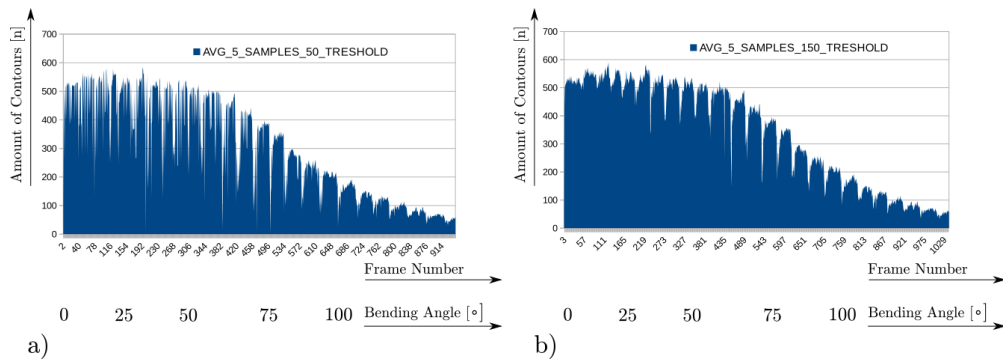 Amount of Contours [n]
700
600
500
400
300
200
100
0
AVG_5_SAMPLES_50_TRESHOLD
2 40 78 116 154 192 230 268 306 344 382 420 458 496 534 572 610 648 686 724 762 800 838 876 914
Frame Number
0 25 50 75 100 Bending Angle [∘]
a)
Amount of Contours [n]
700
600
500
400
300
200
100
0
AVG_5_SAMPLES_150_TRESHOLD
3 57 111 165 219 273 327 381 435 489 543 597 651 705 759 813 867 921 975 1029
Frame Number
0 25 50 75 100 Bending Angle [∘]
b)